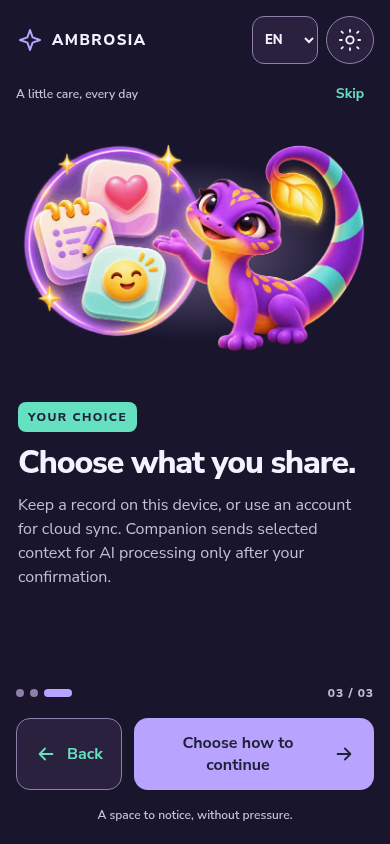 AMBROSIA
EN
A little care, every day
Skip
YOUR CHOICE
Choose what you share.
Keep a record on this device, or use an account
for cloud sync. Companion sends selected
context for AI processing only after your
confirmation.
03 / 03
Back
Choose how to
continue
A space to notice, without pressure.